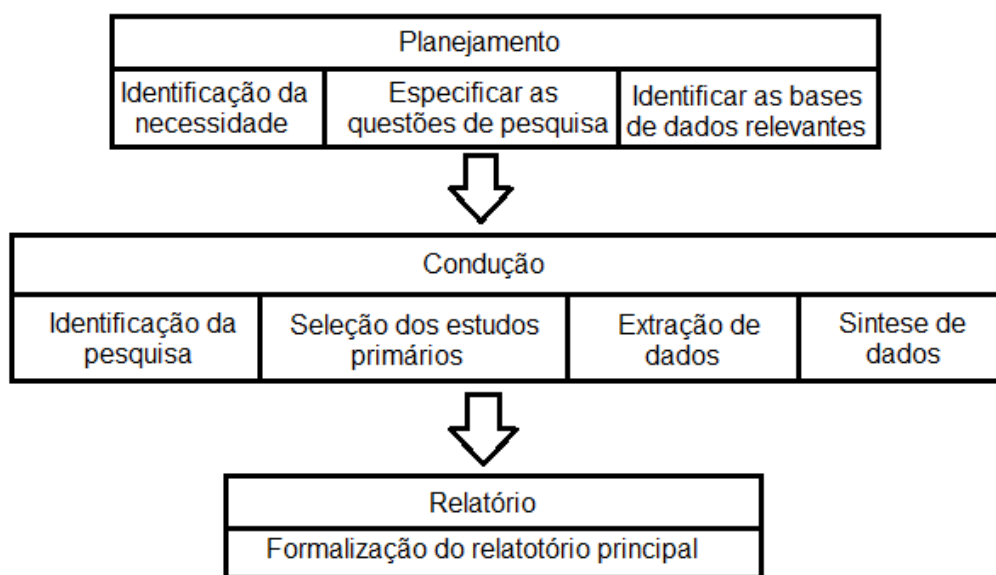 Planejamento
Identificação da
necessidade
Especificar as
questões de pesquisa
Identificar as bases
de dados relevantes
Condução
Identificação da
pesquisa
Seleção dos estudos
primários
Extração de
dados
Sintese de
dados
Relatório
Formalização do relatotório principal